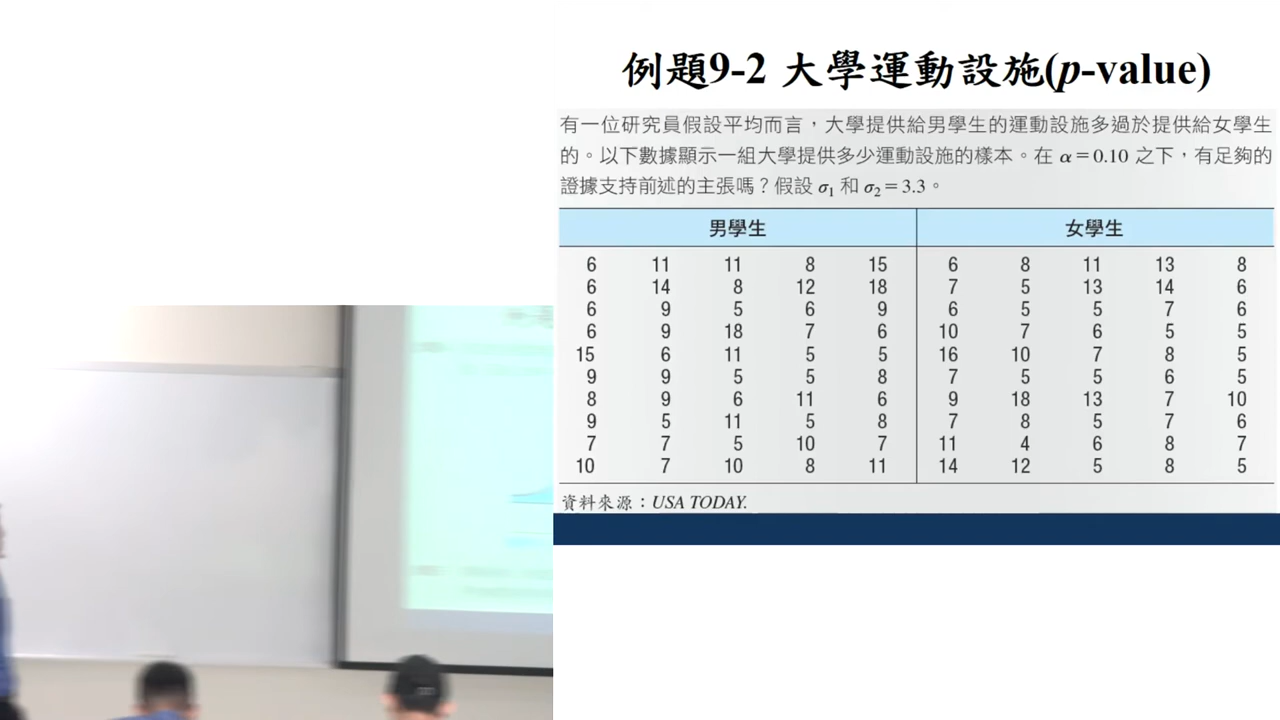 例題9-2 大學運動設施(p-value)
有一位研究員假設平均而言，大學提供給男學生的運動設施多過於提供給女學生
的。以下數據顯示一組大學提供多少運動設施的樣本。在 α = 0.10 之下，有足夠的
證據支持前述的主張嗎？假設 σ1 和 σ2 = 3.3。
男學生 女學生
6 11 11 8 15 6 8 11 13 8
6 14 8 12 18 7 5 13 14 6
6 9 5 6 9 6 5 5 7 6
6 9 18 7 6 10 7 6 5 5
15 6 11 5 5 16 10 7 8 5
9 9 5 5 8 7 5 5 6 5
8 9 6 11 6 9 18 13 7 10
9 5 11 5 8 7 8 5 7 6
7 7 5 10 7 11 4 6 8 7
10 7 10 8 11 14 12 5 8 5
資料來源：USA TODAY.